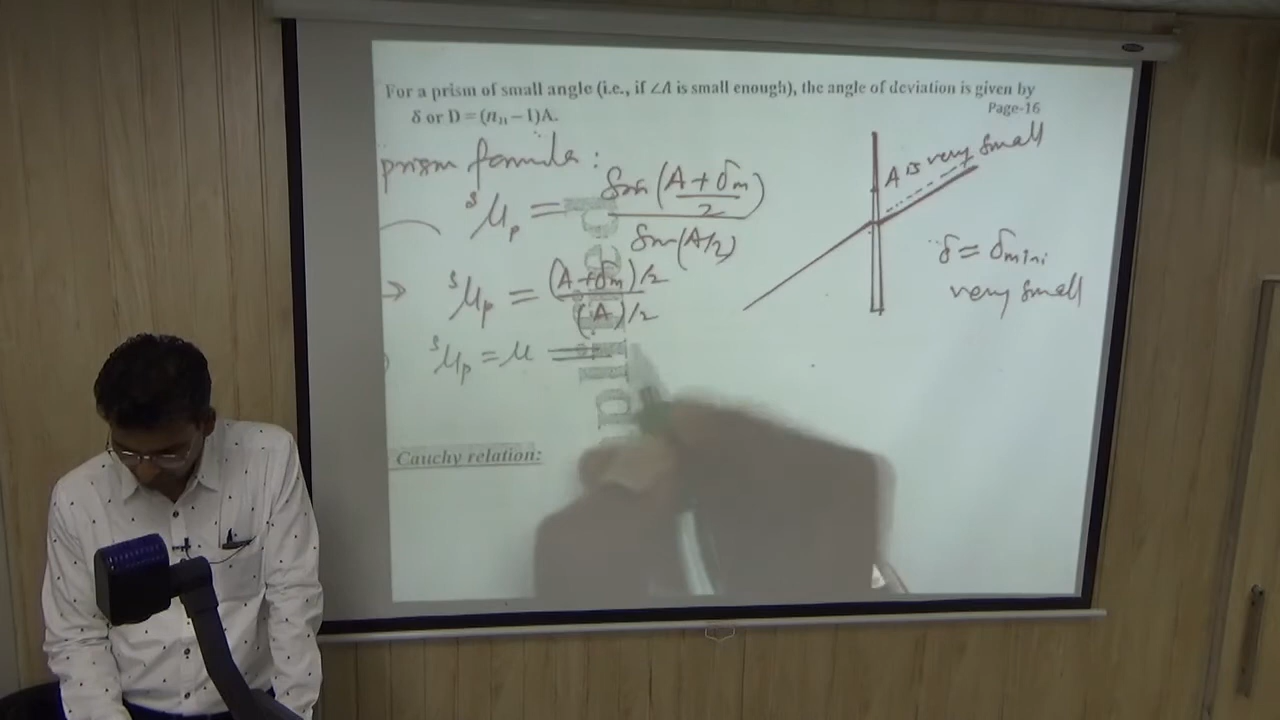 For a prism of small angle (i.e., if ∠A is small enough), the angle of deviation is given by
Page-16
δ or D = (n₂₁ – 1)A.
prism formula :
ˢμₚ = Sin (A + δm / 2) / Sin (A/2)
→ ˢμₚ = (A + δm)/2 / (A)/2
ˢμₚ = μ =
A is very small
δ = δmini
very small
Cauchy relation: